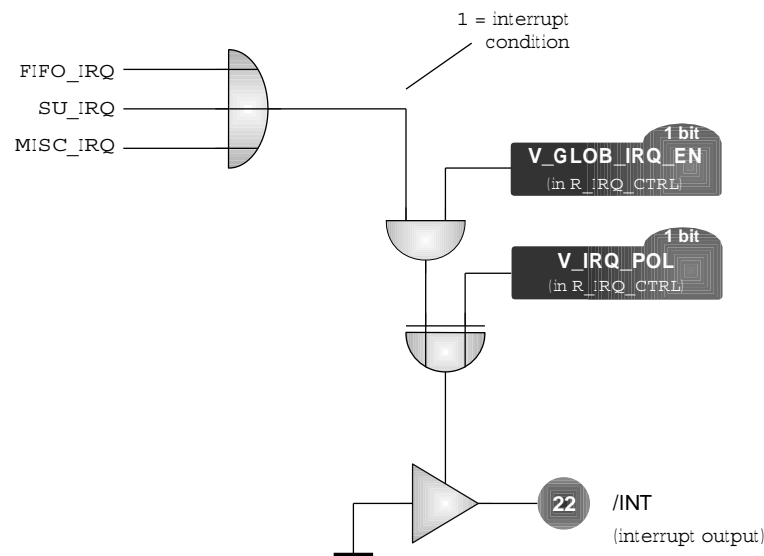 1 = interrupt
condition
FIFO_IRQ
SU_IRQ
MISC_IRQ
1 bit
V_GLOB_IRQ_EN
(in R_IRQ_CTRL)
1 bit
V_IRQ_POL
(in R_IRQ_CTRL)
22 /INT
(interrupt output)